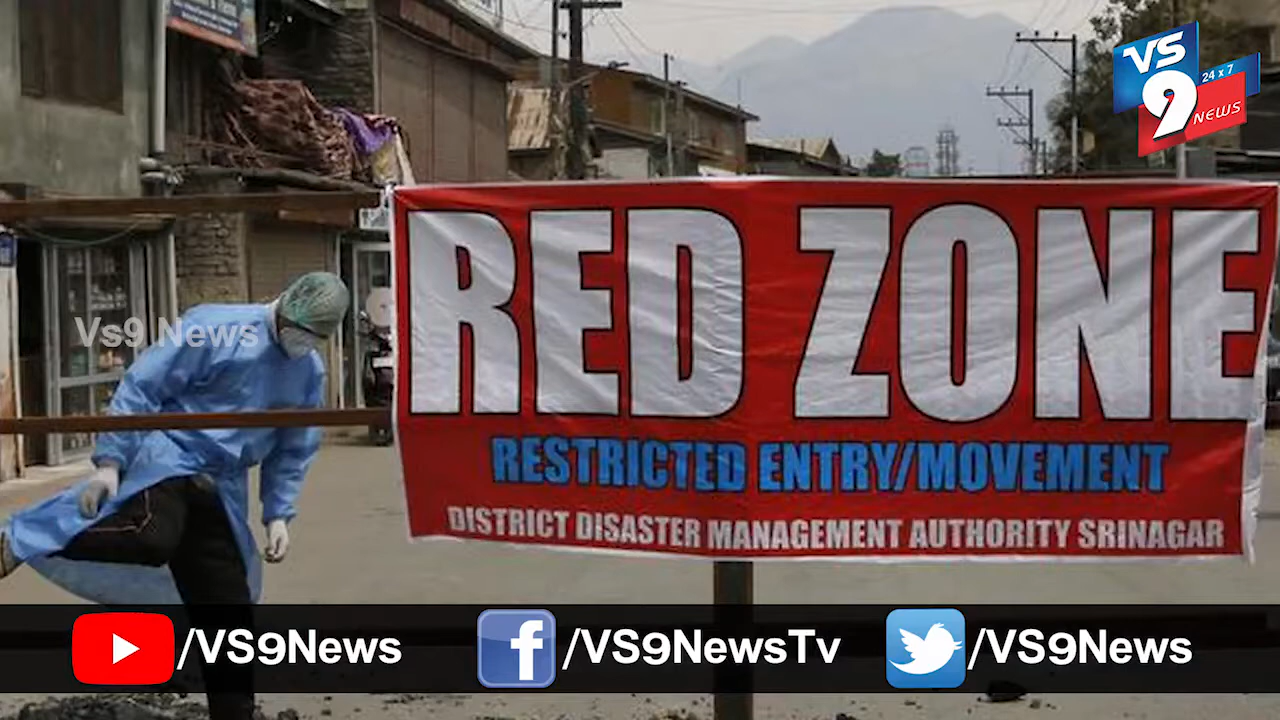 VS
9
24 x 7
NEWS
RED ZONE
RESTRICTED ENTRY/MOVEMENT
DISTRICT DISASTER MANAGEMENT AUTHORITY SRINAGAR
Vs9 News
/VS9News
/VS9NewsTv
/VS9News